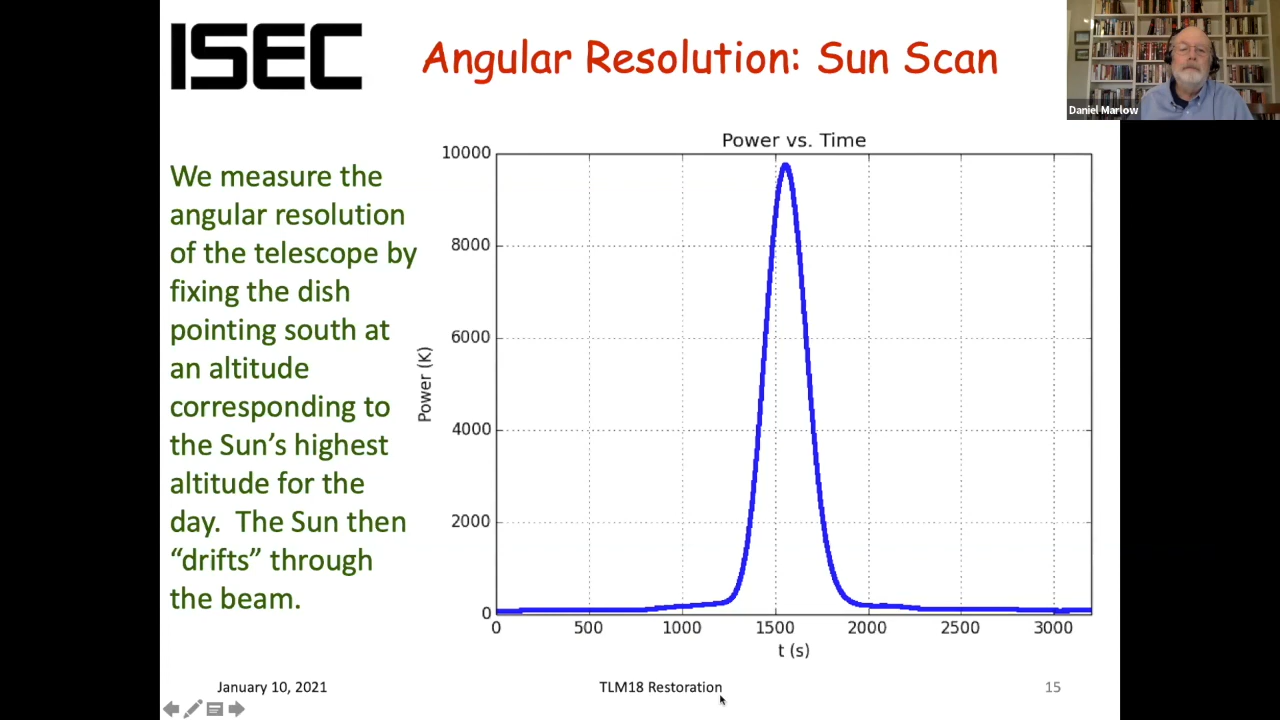 ISEC
Angular Resolution: Sun Scan
Daniel Marlow
We measure the
angular resolution
of the telescope by
fixing the dish
pointing south at
an altitude
corresponding to
the Sun’s highest
altitude for the
day. The Sun then
“drifts” through
the beam.
Power vs. Time
10000
8000
6000
4000
2000
0
Power (K)
0 500 1000 1500 2000 2500 3000
t (s)
January 10, 2021
TLM18 Restoration
15